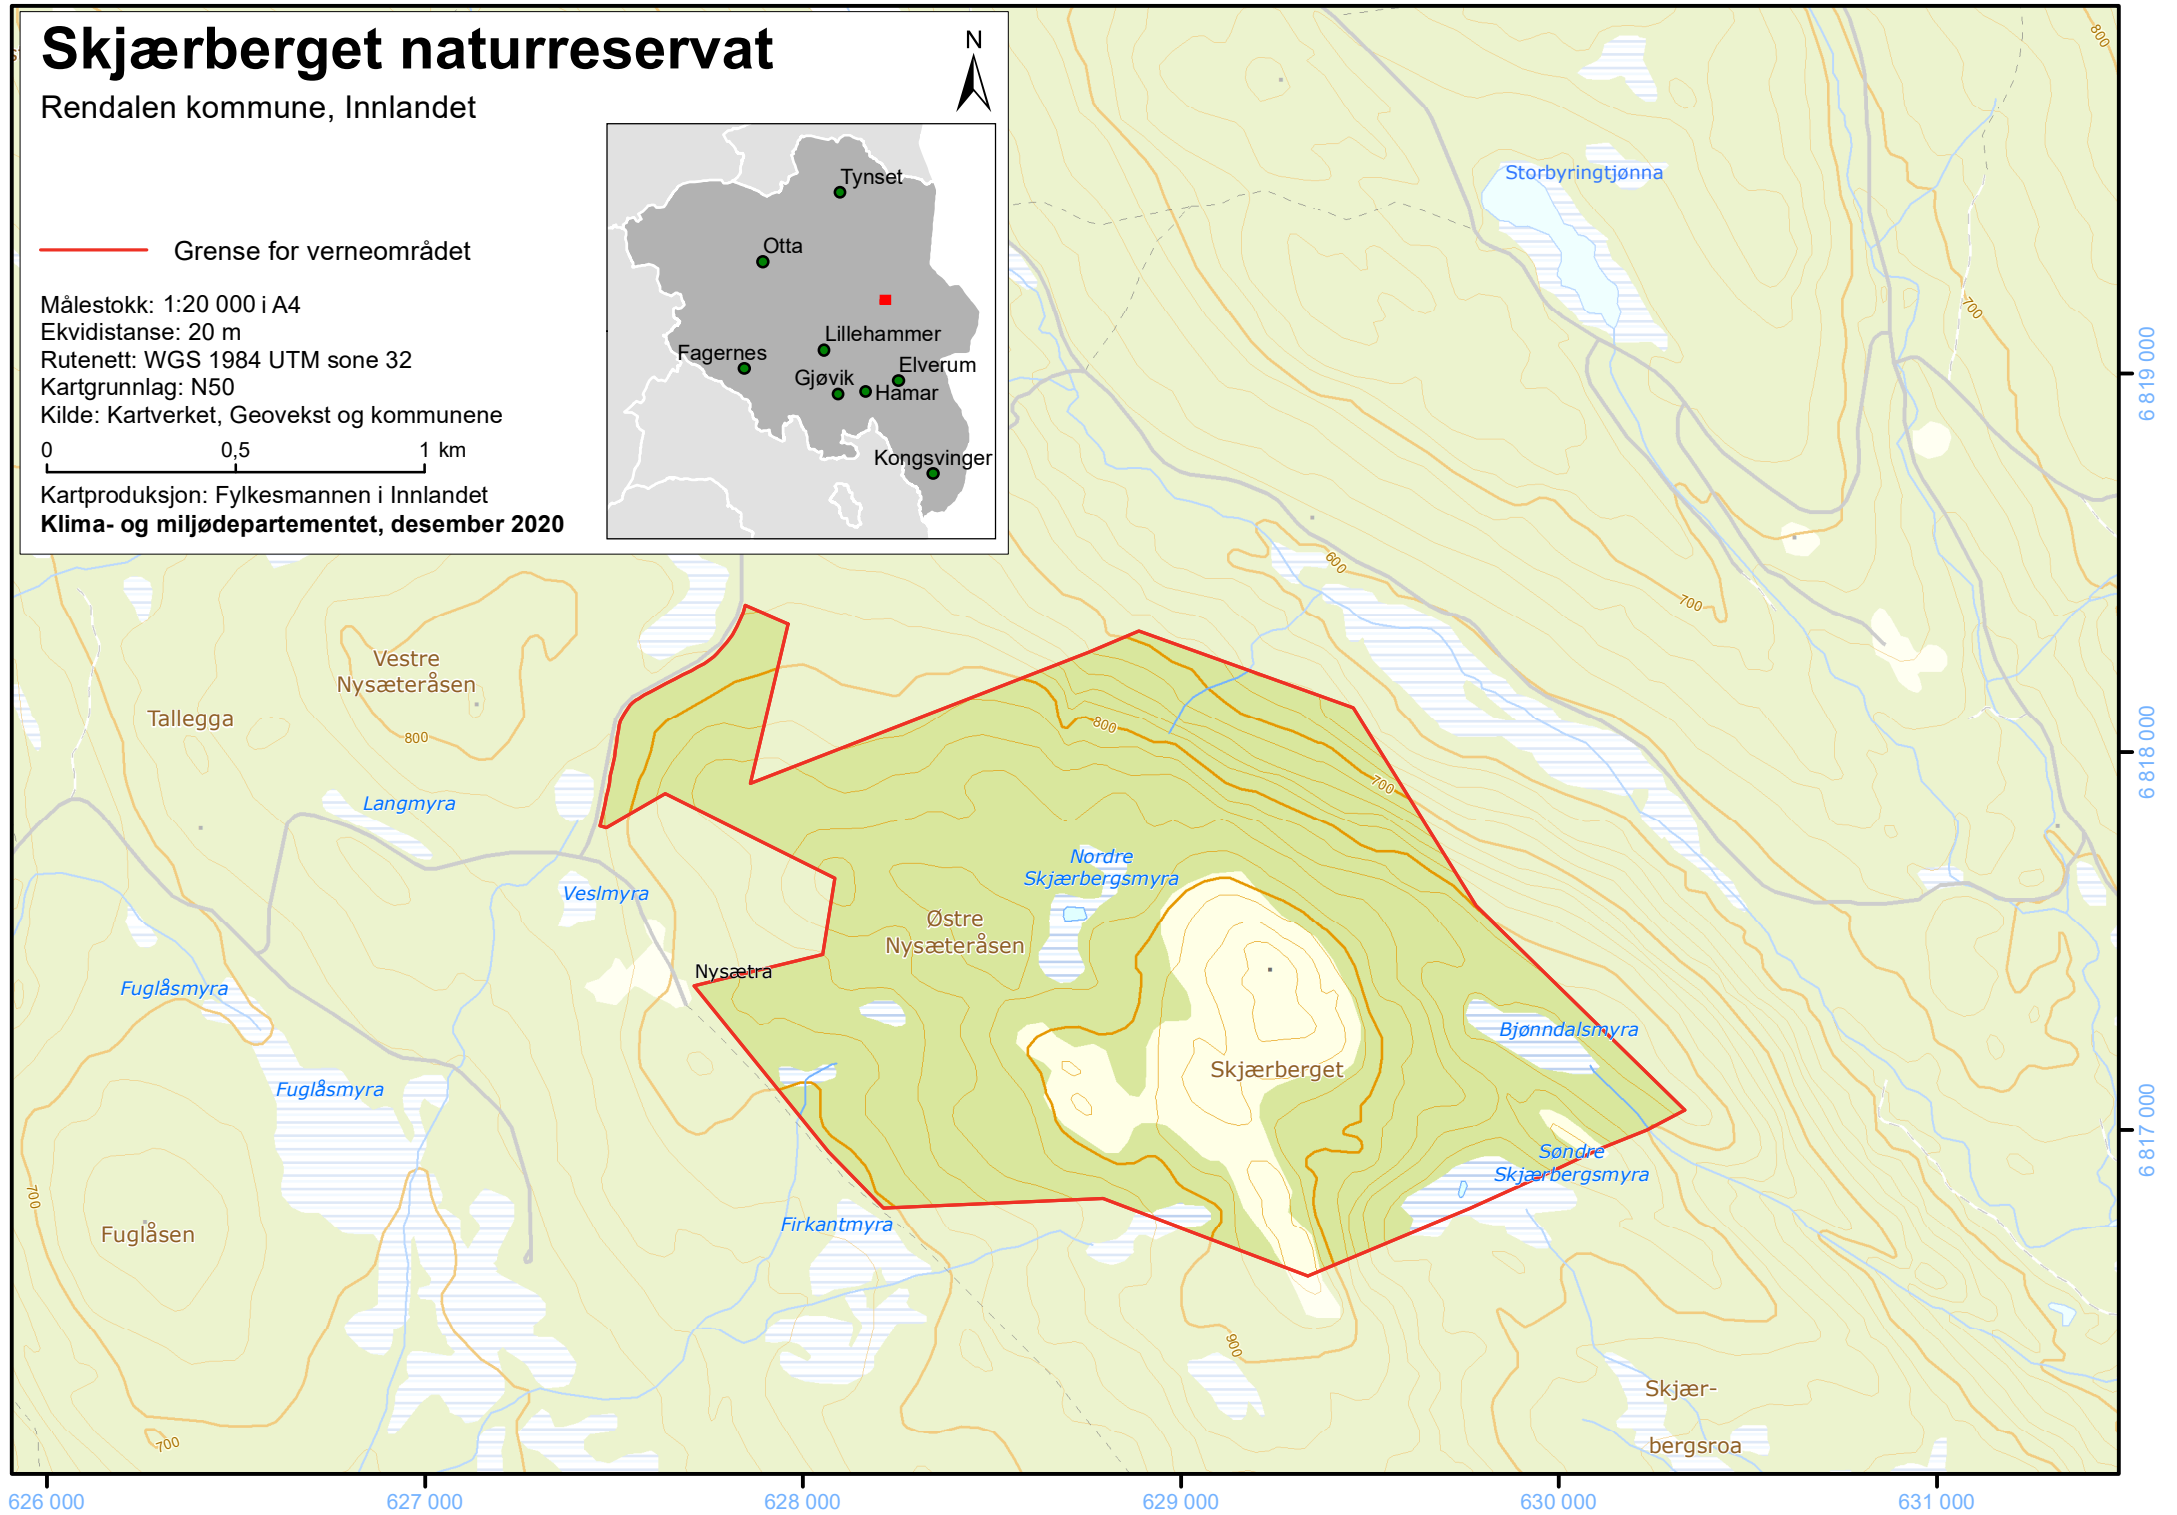 Skjærberget naturreservat
Rendalen kommune, Innlandet
N
Grense for verneområdet
Målestokk: 1:20 000 i A4
Ekvidistanse: 20 m
Rutenett: WGS 1984 UTM sone 32
Kartgrunnlag: N50
Kilde: Kartverket, Geovekst og kommunene
0 0,5 1 km
Kartproduksjon: Fylkesmannen i Innlandet
Klima- og miljødepartementet, desember 2020
Tynset
Otta
Lillehammer
Fagernes
Elverum
Gjøvik
Hamar
Kongsvinger
800
Storbyringtjønna
700
6 819 000
600
700
Vestre
Nysæteråsen
Tallegga
800
800
700
6 818 000
Langmyra
Veslmyra
Nordre
Skjærbergsmyra
Østre
Nysæteråsen
Nysætra
Fuglåsmyra
Bjønndalsmyra
Skjærberget
Fuglåsmyra
6 817 000
Søndre
Skjærbergsmyra
700
Firkantmyra
Fuglåsen
900
Skjær-
bergsroa
700
626 000 627 000 628 000 629 000 630 000 631 000